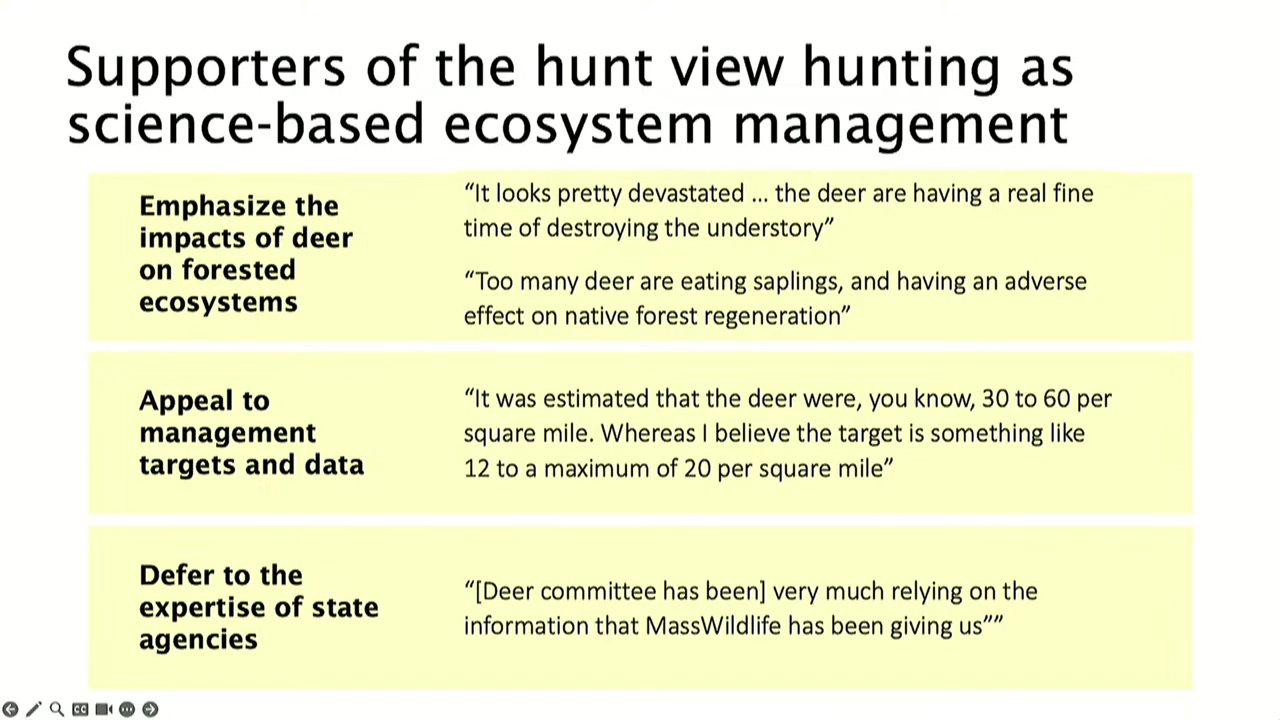 Supporters of the hunt view hunting as
science-based ecosystem management
Emphasize the
impacts of deer
on forested
ecosystems
“It looks pretty devastated ... the deer are having a real fine
time of destroying the understory”
“Too many deer are eating saplings, and having an adverse
effect on native forest regeneration”
Appeal to
management
targets and data
“It was estimated that the deer were, you know, 30 to 60 per
square mile. Whereas I believe the target is something like
12 to a maximum of 20 per square mile”
Defer to the
expertise of state
agencies
“[Deer committee has been] very much relying on the
information that MassWildlife has been giving us””
CC